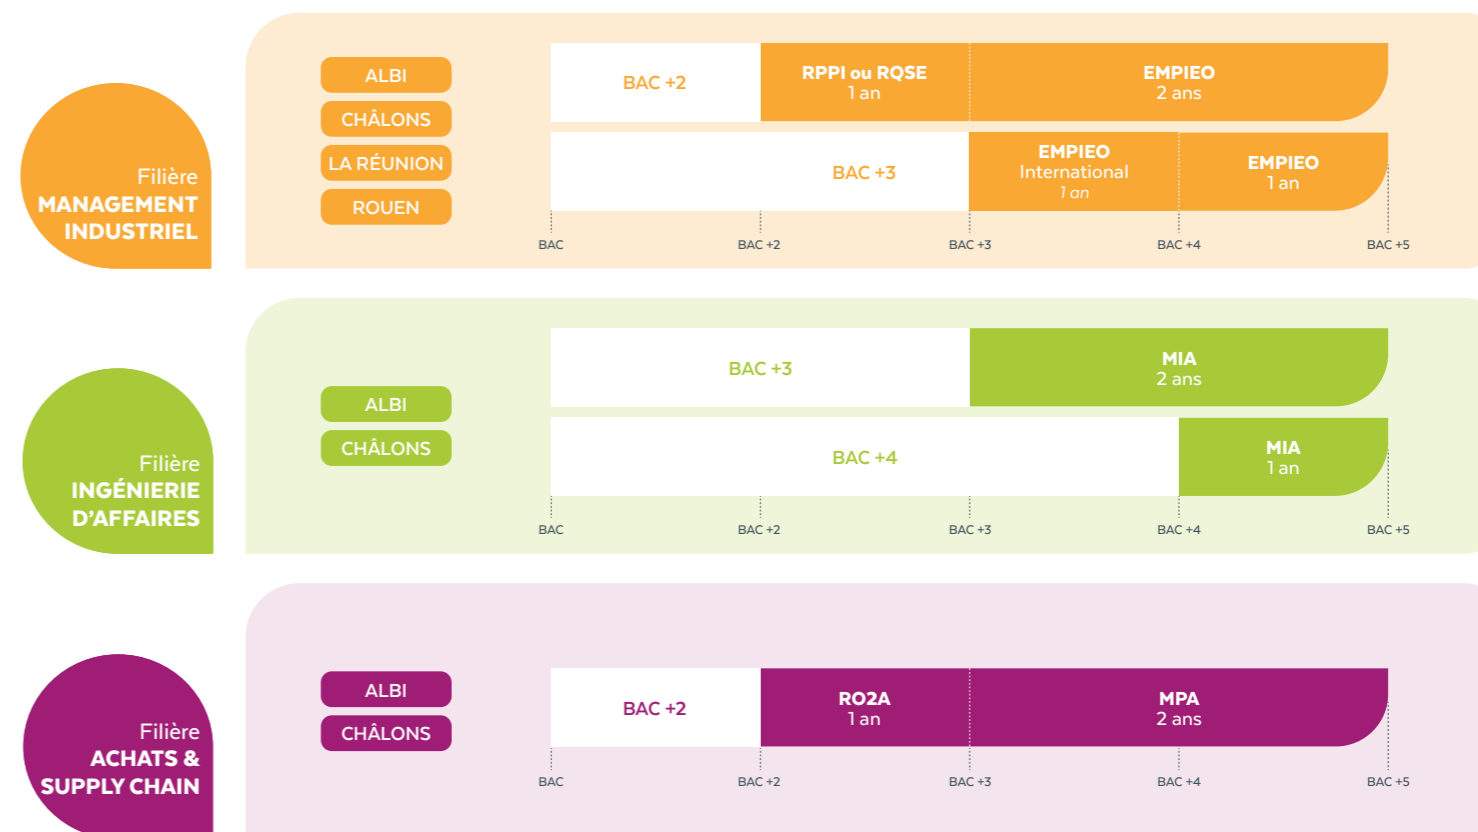 Filière
MANAGEMENT
INDUSTRIEL
ALBI
CHÂLONS
LA RÉUNION
ROUEN
BAC +2
RPPI ou RQSE
1 an
EMPIEO
2 ans
BAC +3
EMPIEO
International
1 an
EMPIEO
1 an
BAC
BAC +2
BAC +3
BAC +4
BAC +5
Filière
INGÉNIERIE
D'AFFAIRES
ALBI
CHÂLONS
BAC +3
MIA
2 ans
BAC +4
MIA
1 an
BAC
BAC +2
BAC +3
BAC +4
BAC +5
Filière
ACHATS &
SUPPLY CHAIN
ALBI
CHÂLONS
BAC +2
RO2A
1 an
MPA
2 ans
BAC
BAC +2
BAC +3
BAC +4
BAC +5